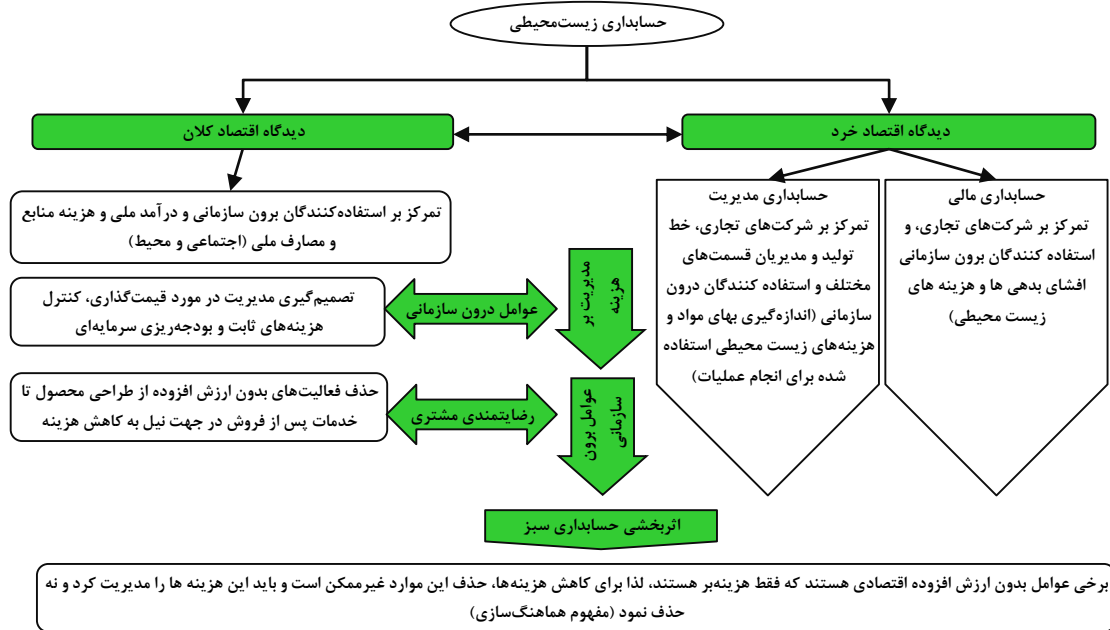 حسابداری زیست‌محیطی
دیدگاه اقتصاد خرد
دیدگاه اقتصاد کلان
حسابداری مالی
تمرکز بر شرکت‌های تجاری، و
استفاده کنندگان برون سازمانی
افشای بدهی ها و هزینه های
زیست محیطی)
حسابداری مدیریت
تمرکز بر شرکت‌های تجاری، خط
تولید و مدیریان قسمت‌های
مختلف و استفاده کنندگان درون
سازمانی (اندازه‌گیری بهای مواد و
هزینه‌های زیست محیطی استفاده
شده برای انجام عملیات)
تمرکز بر استفاده‌کنندگان برون سازمانی و درآمد ملی و هزینه منابع
و مصارف ملی (اجتماعی و محیط)
مدیریت بر
هزینه
عوامل درون سازمانی
تصمیم‌گیری مدیریت در مورد قیمت‌گذاری، کنترل
هزینه‌های ثابت و بودجه‌ریزی سرمایه‌ای
عوامل برون
سازمانی
رضایتمندی مشتری
حذف فعالیت‌های بدون ارزش افزوده از طراحی محصول تا
خدمات پس از فروش در جهت نیل به کاهش هزینه
اثربخشی حسابداری سبز
برخی عوامل بدون ارزش افزوده اقتصادی هستند که فقط هزینه‌بر هستند، لذا برای کاهش هزینه‌ها، حذف این موارد غیرممکن است و باید این هزینه ها را مدیریت کرد و نه
حذف نمود (مفهوم هماهنگ‌سازی)